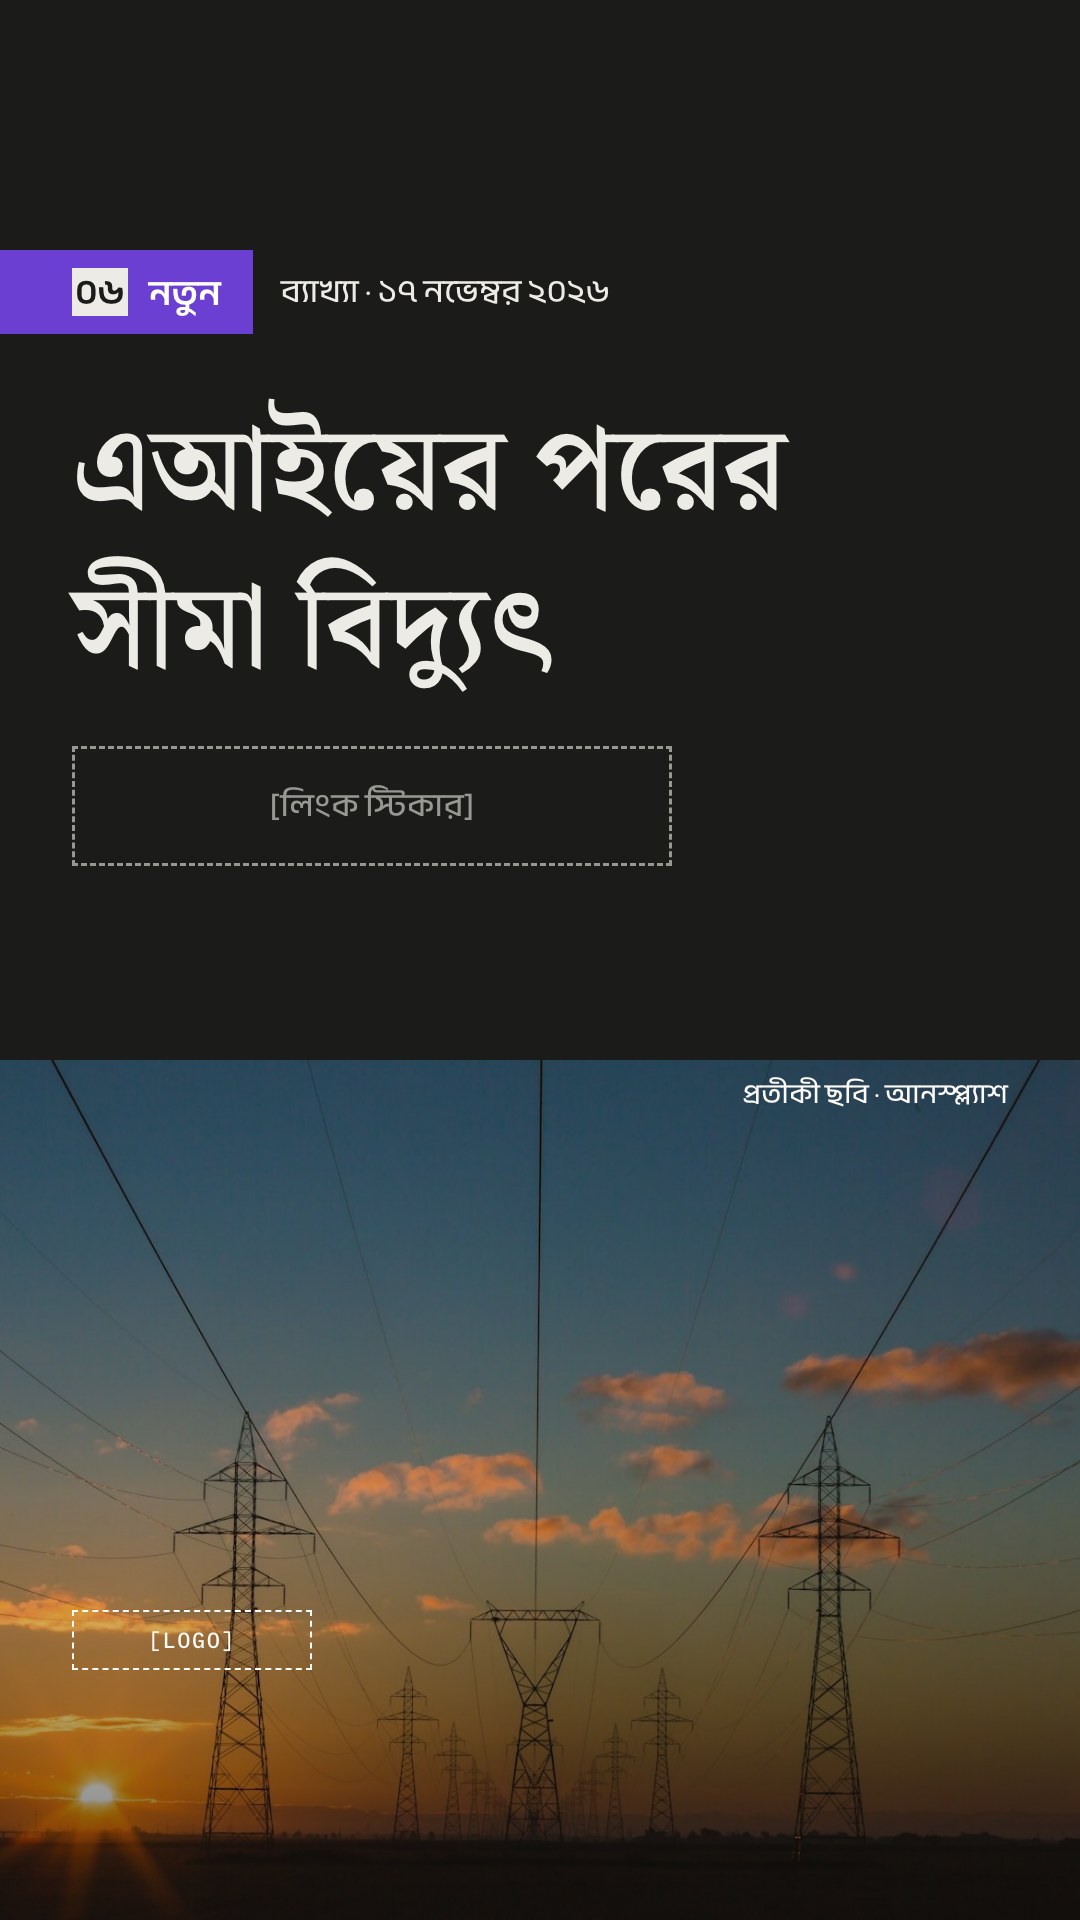 ০৬ নতুন ব্যাখ্যা · ১৭ নভেম্বর ২০২৬
এআইয়ের পরের
সীমা বিদ্যুৎ
[লিংক স্টিকার]
প্রতীকী ছবি · আনস্প্ল্যাশ
[LOGO]